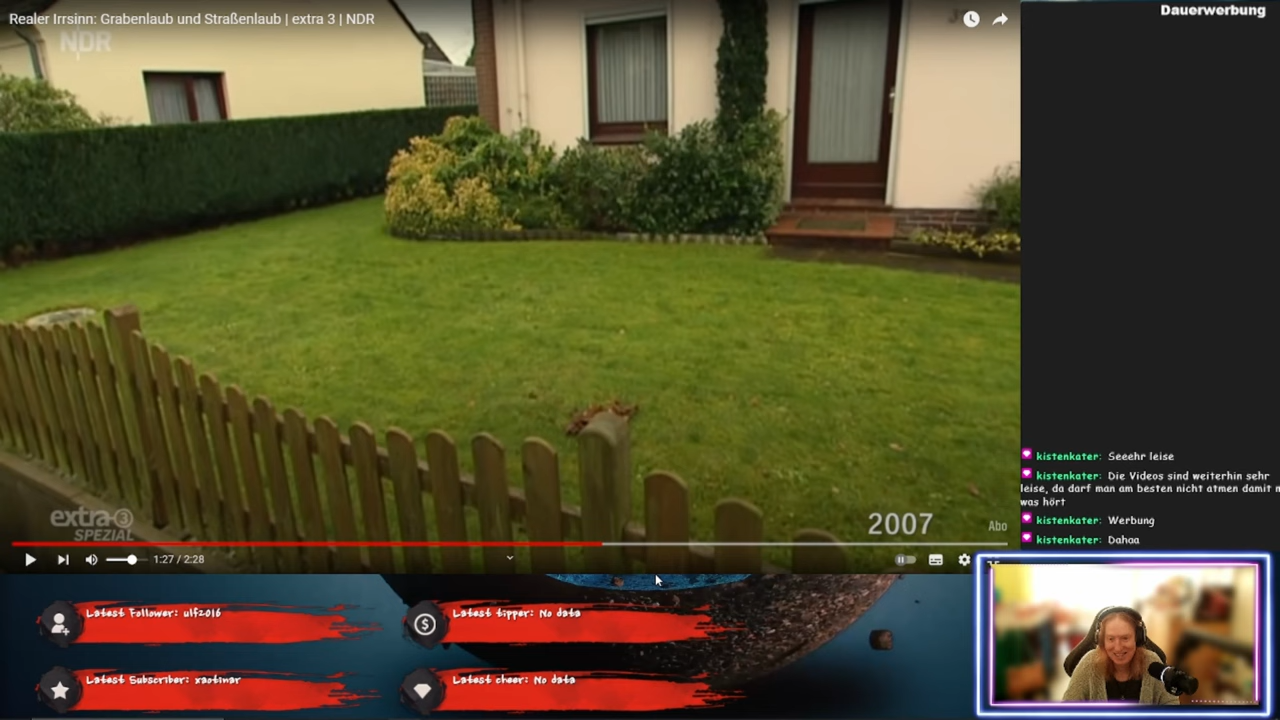 Realer Irrsinn: Grabenlaub und Straßenlaub | extra 3 | NDR
NDR
Dauerwerbung
kistenkater: Seeehr leise
kistenkater: Die Videos sind weiterhin sehr
leise, da darf man am besten nicht atmen damit m
was hört
kistenkater: Werbung
kistenkater: Dahaa
extra 3
SPEZIAL
2007
Abo
1:27 / 2:28
Latest Follower: ulf2016
Latest tipper: No data
Latest Subscriber: xaotinar
Latest cheer: No data